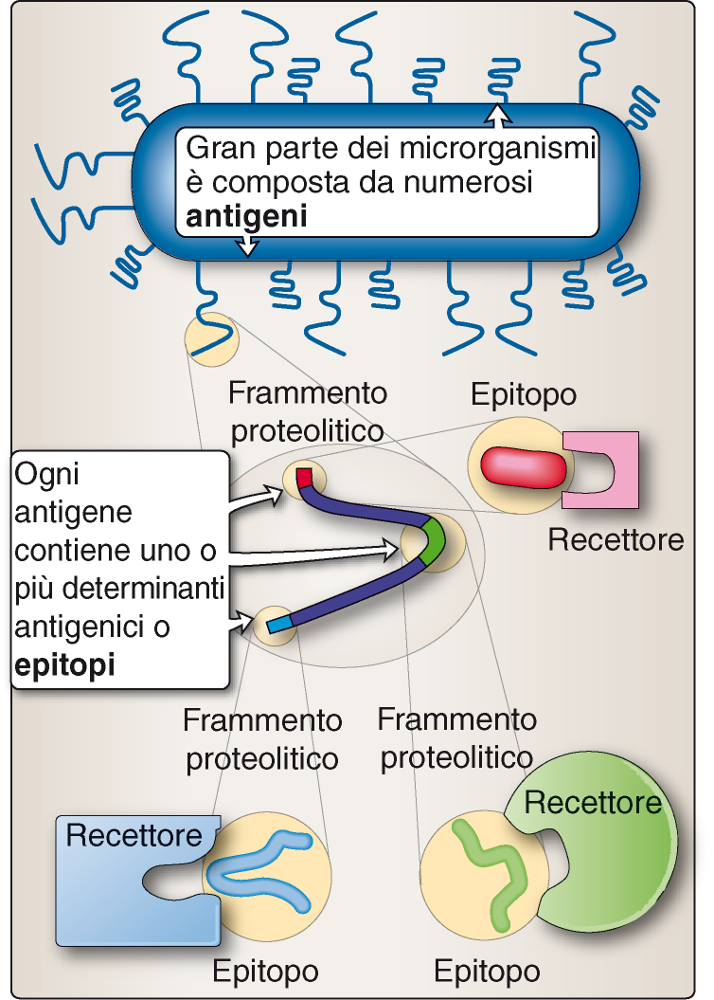 Gran parte dei microrganismi
è composta da numerosi
antigeni
Frammento
proteolitico
Epitopo
Recettore
Ogni
antigene
contiene uno o
più determinanti
antigenici o
epitopi
Frammento
proteolitico
Frammento
proteolitico
Recettore
Recettore
Epitopo
Epitopo